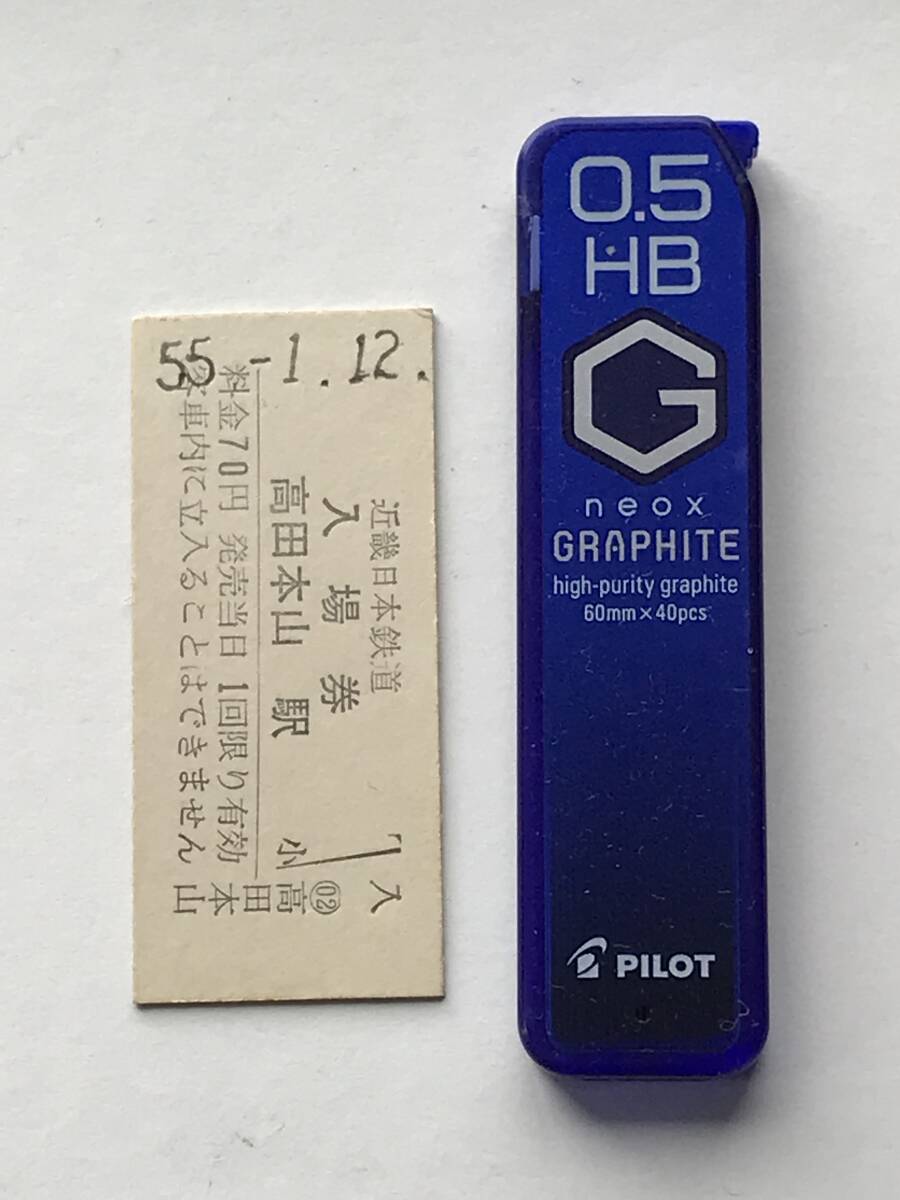 55.-1.12.
近畿日本鉄道
入場券
高田本山 駅
料金70円 発売当日 1回限り有効
客車内に立入ることはできません
入
小
02
高田本山
0.5
HB
G
neox
GRAPHITE
high-purity graphite
60mm×40pcs
PILOT